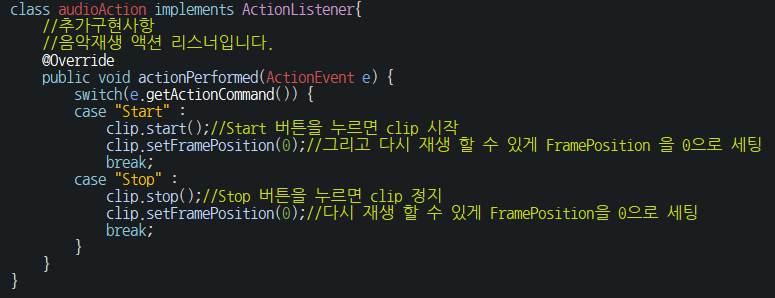 class audioAction implements ActionListener{
    //추가구현사항
    //음악재생 액션 리스너입니다.
    @Override
    public void actionPerformed(ActionEvent e) {
        switch(e.getActionCommand()) {
        case "Start" :
            clip.start();//Start 버튼을 누르면 clip 시작
            clip.setFramePosition(0);//그리고 다시 재생 할 수 있게 FramePosition 을 0으로 세팅
            break;
        case "Stop" :
            clip.stop();//Stop 버튼을 누르면 clip 정지
            clip.setFramePosition(0);//다시 재생 할 수 있게 FramePosition을 0으로 세팅
            break;
        }
    }
}